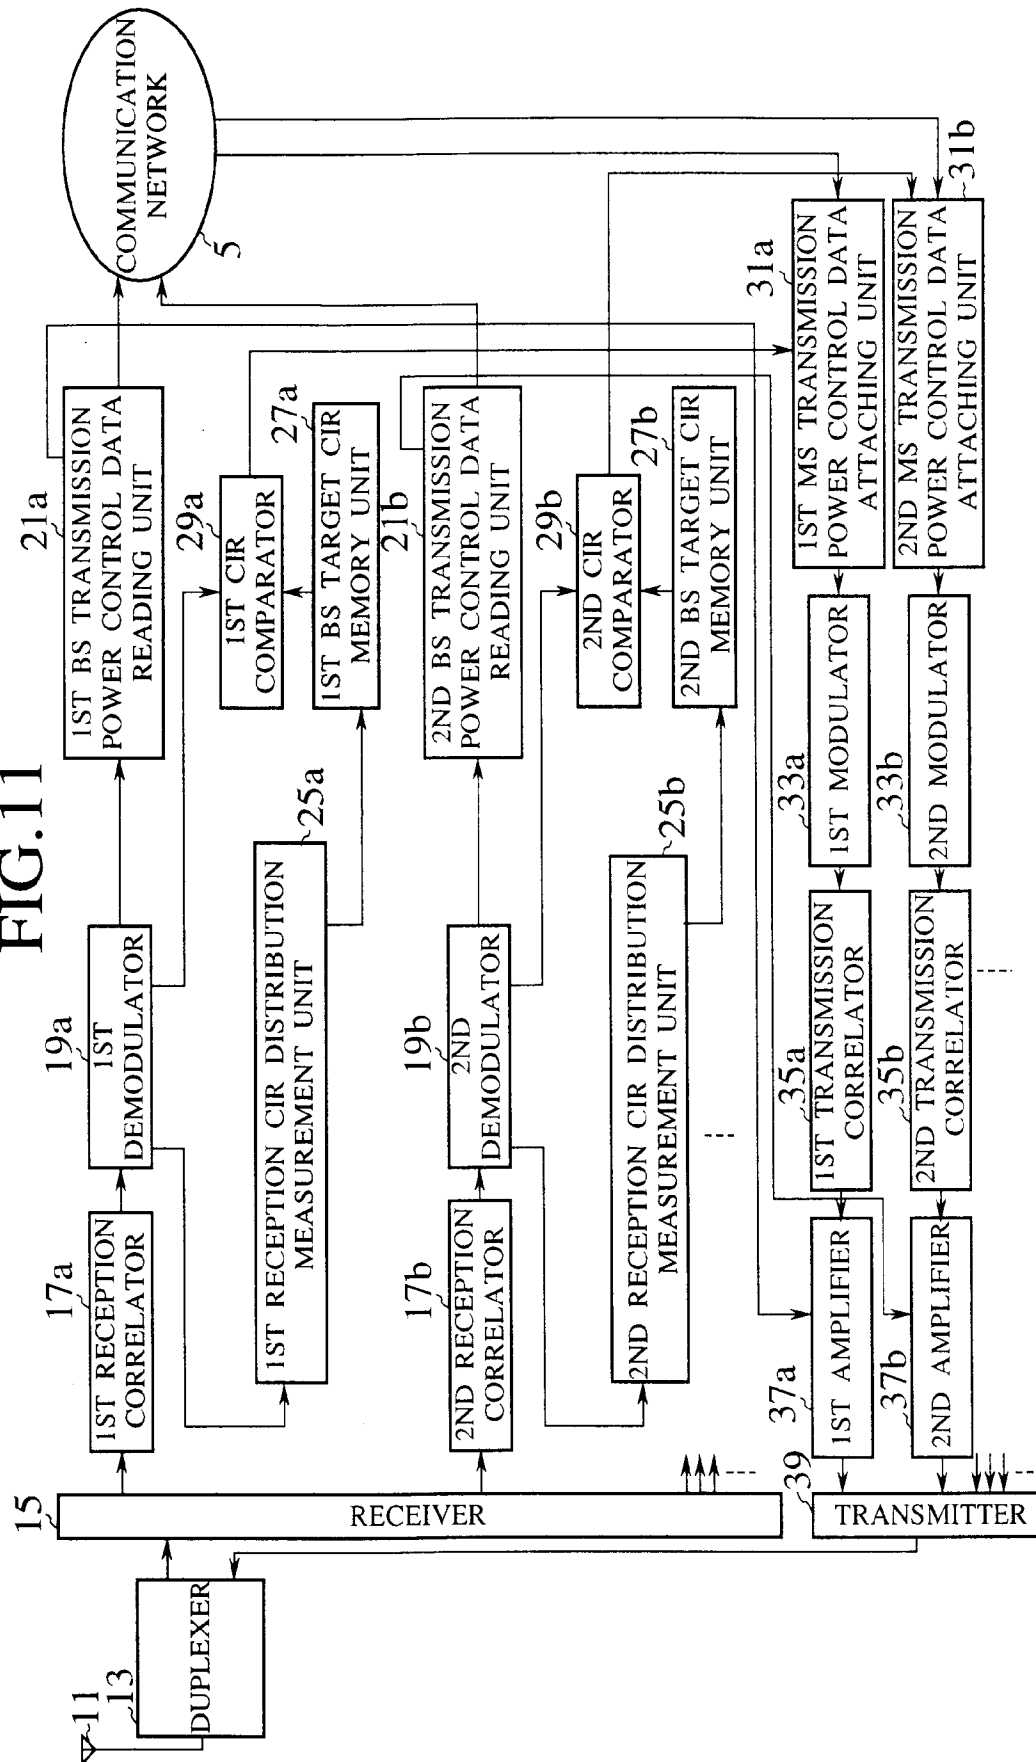 FIG.11
11
13
DUPLEXER
15
RECEIVER
17a
1ST RECEPTION
CORRELATOR
19a
1ST
DEMODULATOR
21a
1ST BS TRANSMISSION
POWER CONTROL DATA
READING UNIT
COMMUNICATION
NETWORK
5
25a
1ST RECEPTION CIR DISTRIBUTION
MEASUREMENT UNIT
29a
1ST CIR
COMPARATOR
27a
1ST BS TARGET CIR
MEMORY UNIT
17b
2ND RECEPTION
CORRELATOR
19b
2ND
DEMODULATOR
21b
2ND BS TRANSMISSION
POWER CONTROL DATA
READING UNIT
25b
2ND RECEPTION CIR DISTRIBUTION
MEASUREMENT UNIT
29b
2ND CIR
COMPARATOR
27b
2ND BS TARGET CIR
MEMORY UNIT
39
TRANSMITTER
37a
1ST AMPLIFIER
35a
1ST TRANSMISSION
CORRELATOR
33a
1ST MODULATOR
31a
1ST MS TRANSMISSION
POWER CONTROL DATA
ATTACHING UNIT
37b
2ND AMPLIFIER
35b
2ND TRANSMISSION
CORRELATOR
33b
2ND MODULATOR
31b
2ND MS TRANSMISSION
POWER CONTROL DATA
ATTACHING UNIT